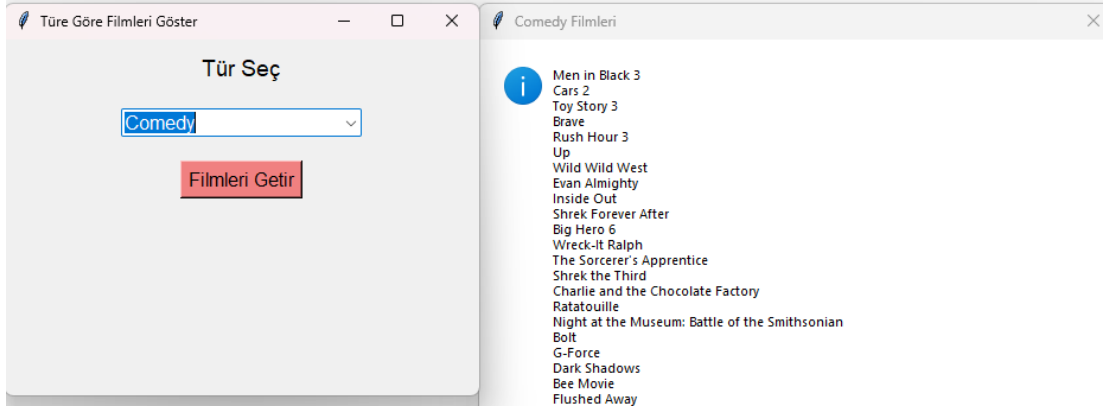 Türe Göre Filmleri Göster
Tür Seç
Comedy
Filmleri Getir
Comedy Filmleri
Men in Black 3
Cars 2
Toy Story 3
Brave
Rush Hour 3
Up
Wild Wild West
Evan Almighty
Inside Out
Shrek Forever After
Big Hero 6
Wreck-It Ralph
The Sorcerer's Apprentice
Shrek the Third
Charlie and the Chocolate Factory
Ratatouille
Night at the Museum: Battle of the Smithsonian
Bolt
G-Force
Dark Shadows
Bee Movie
Flushed Away